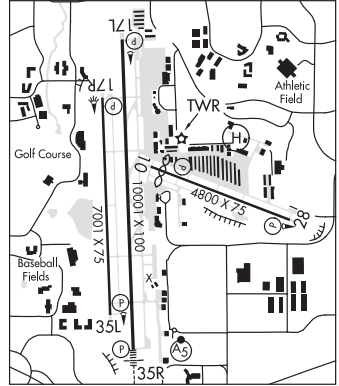 17L
P
17R
P
TWR
Athletic
Field
H
Golf Course
10
P
4800 X 75
28
P
7001 X 75
10001 X 100
Baseball
Fields
X
P
35L
P
A5
35R